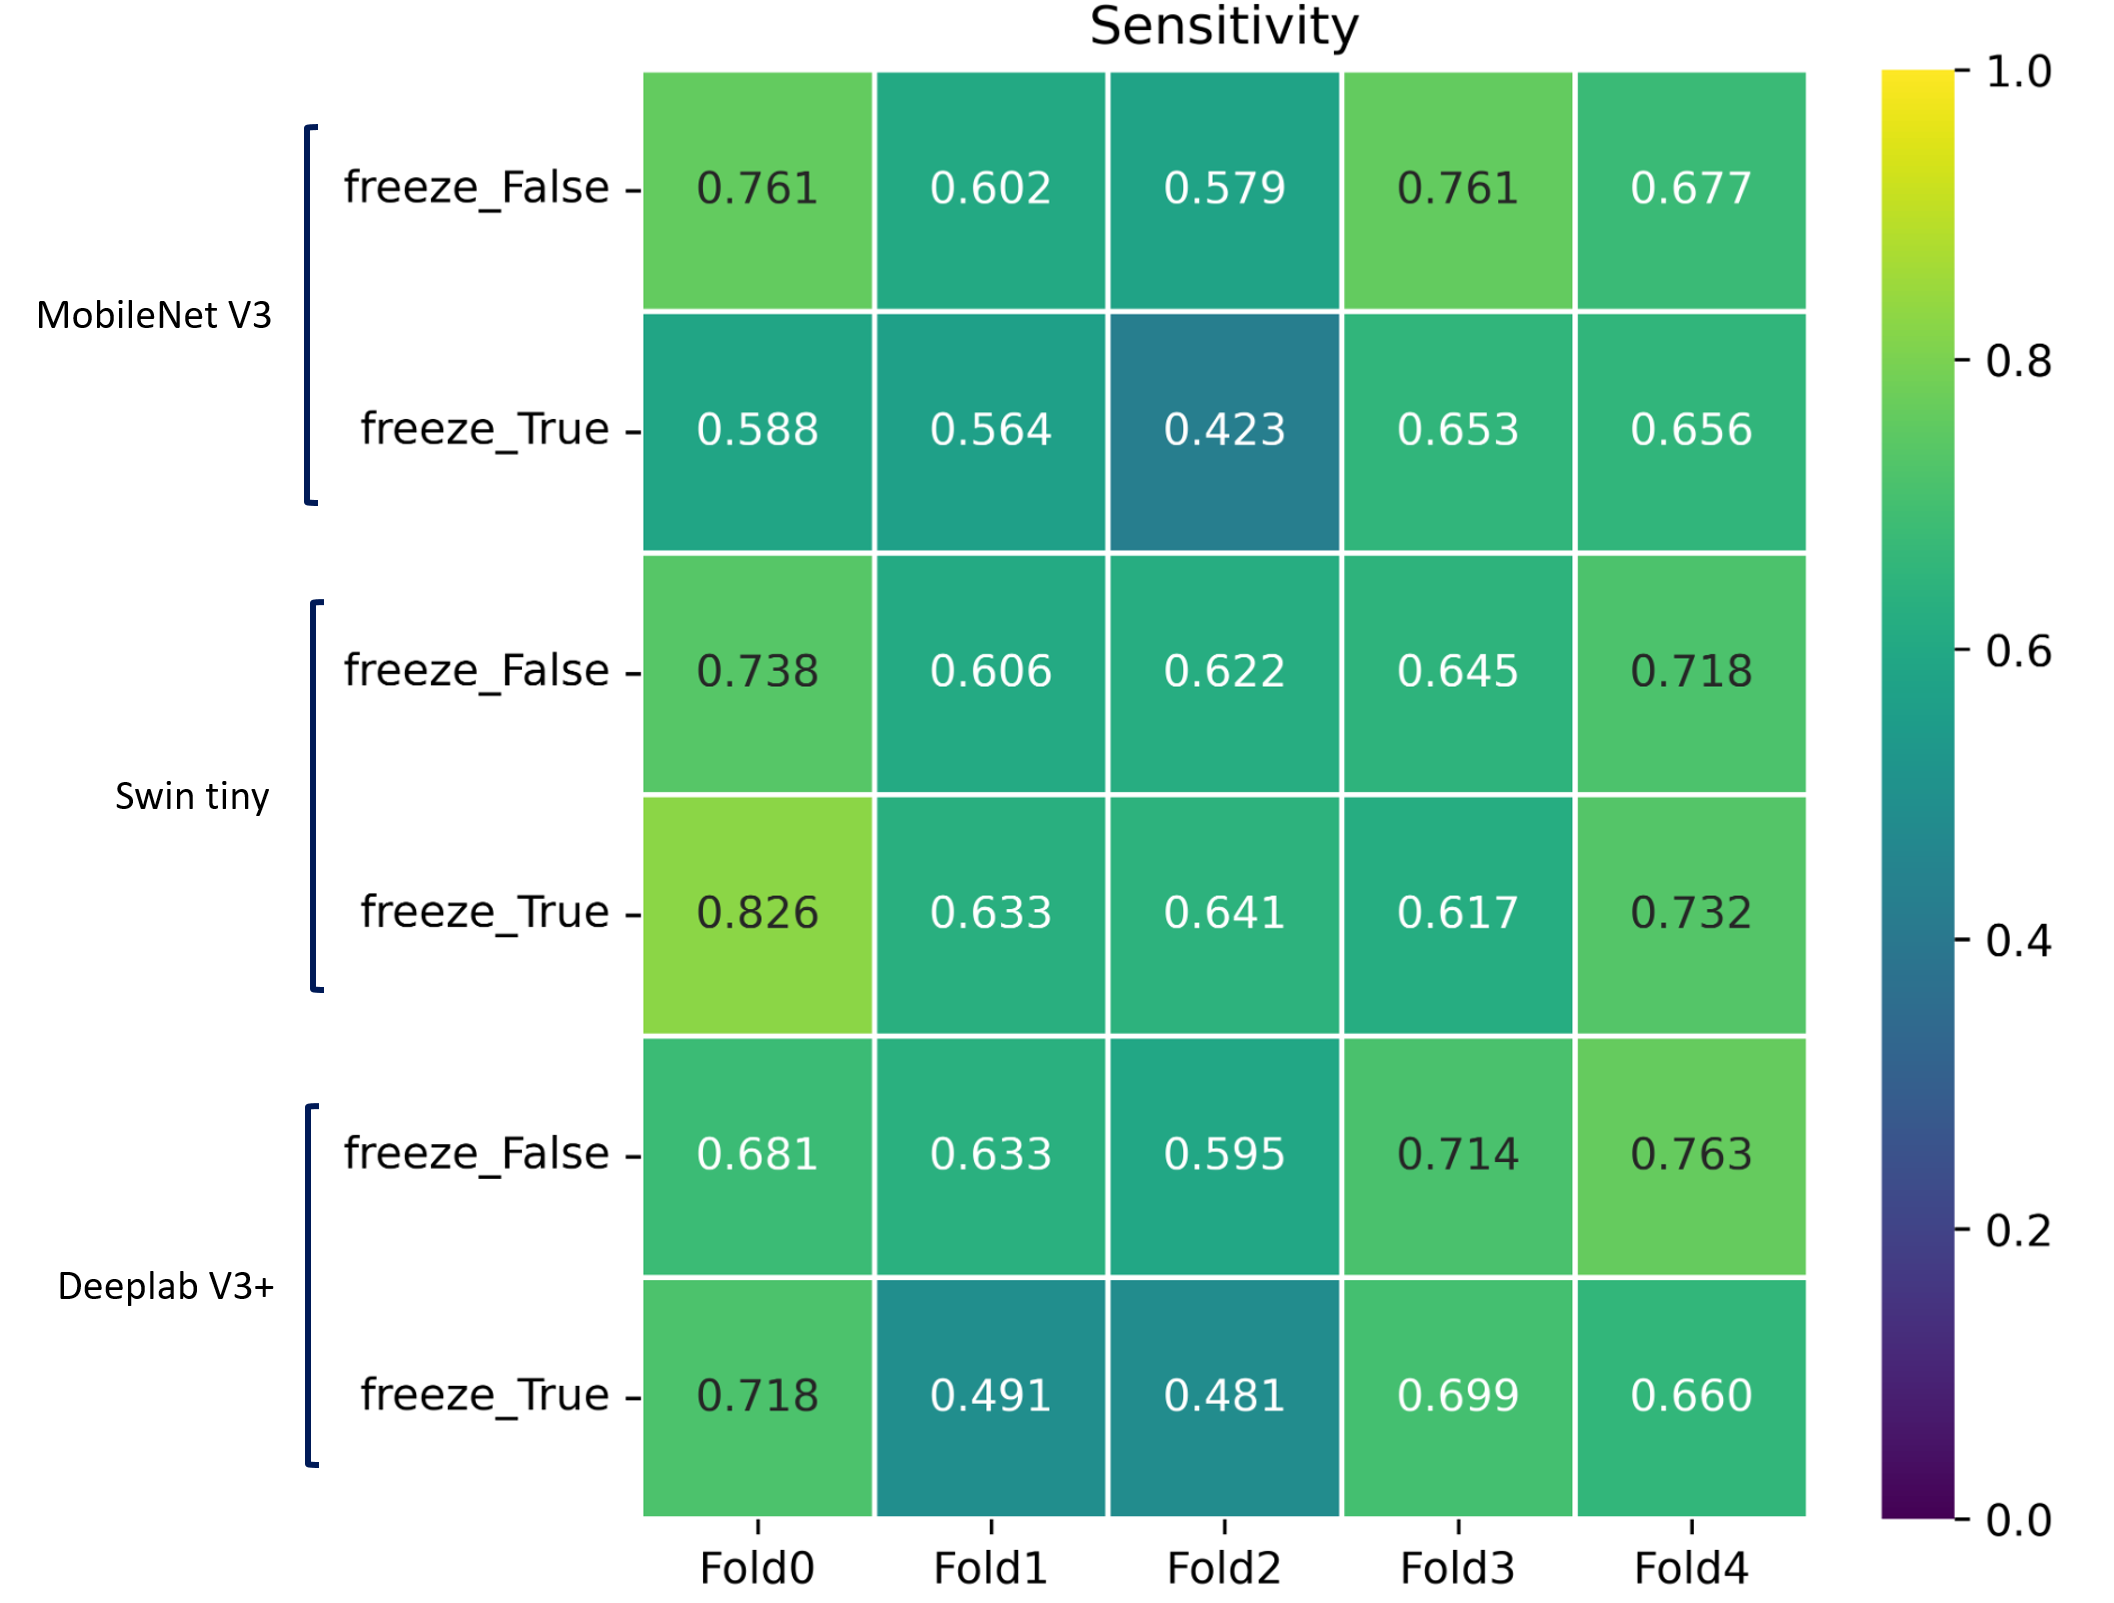 Sensitivity
MobileNet V3
freeze_False 0.761 0.602 0.579 0.761 0.677
freeze_True 0.588 0.564 0.423 0.653 0.656
Swin tiny
freeze_False 0.738 0.606 0.622 0.645 0.718
freeze_True 0.826 0.633 0.641 0.617 0.732
Deeplab V3+
freeze_False 0.681 0.633 0.595 0.714 0.763
freeze_True 0.718 0.491 0.481 0.699 0.660
Fold0 Fold1 Fold2 Fold3 Fold4
1.0
0.8
0.6
0.4
0.2
0.0